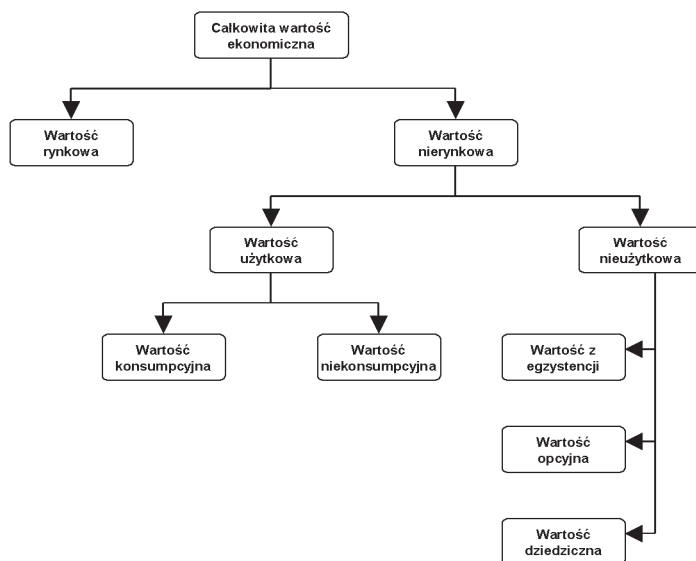 Całkowita wartość
ekonomiczna
Wartość
rynkowa
Wartość
nierynkowa
Wartość
użytkowa
Wartość
nieużytkowa
Wartość
konsumpcyjna
Wartość
niekonsumpcyjna
Wartość z
egzystencji
Wartość
opcyjna
Wartość
dziedziczna